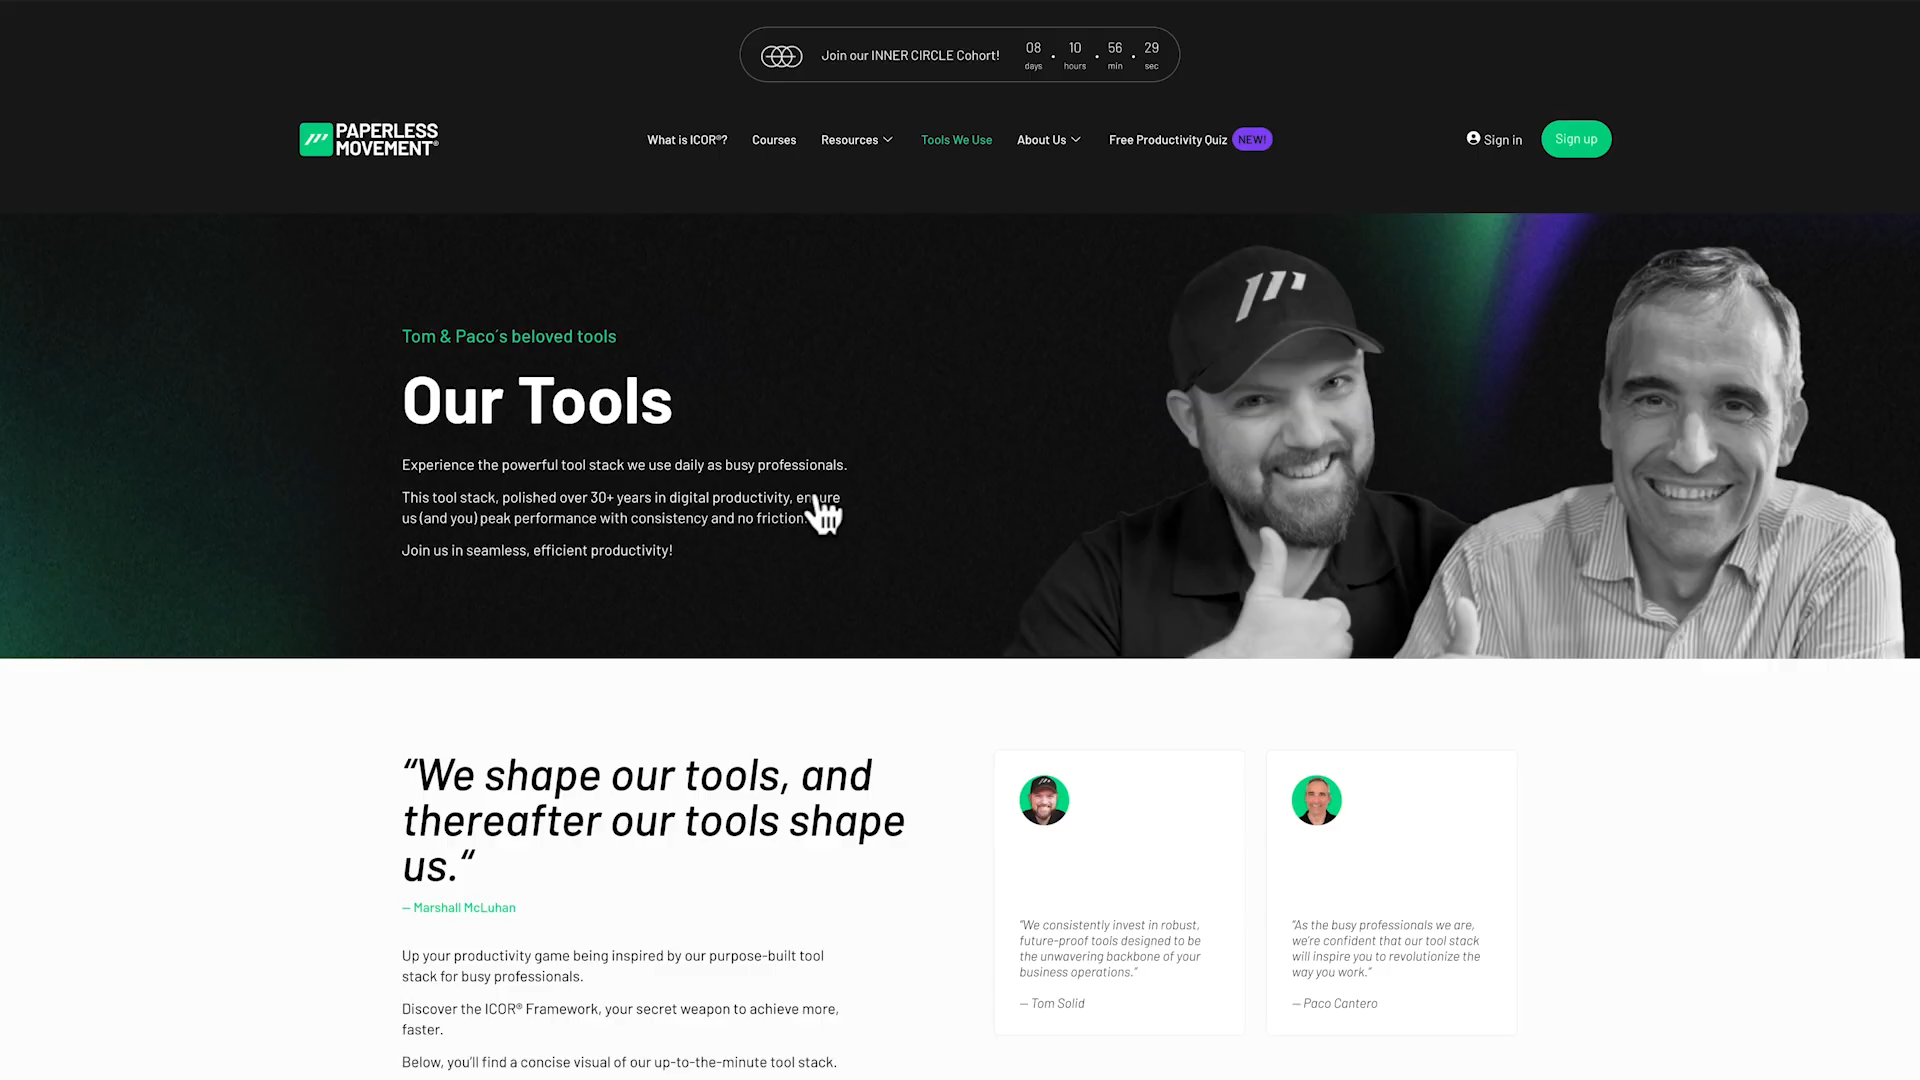 Join our INNER CIRCLE Cohort!
08 days • 10 hours • 56 min • 29 sec
PAPERLESS
MOVEMENT®
What is ICOR®?
Courses
Resources
Tools We Use
About Us
Free Productivity Quiz NEW!
Sign in
Sign up
Tom & Paco´s beloved tools
Our Tools
Experience the powerful tool stack we use daily as busy professionals.
This tool stack, polished over 30+ years in digital productivity, ensure
us (and you) peak performance with consistency and no friction.
Join us in seamless, efficient productivity!
“We shape our tools, and
thereafter our tools shape
us.“
— Marshall McLuhan
Up your productivity game being inspired by our purpose-built tool
stack for busy professionals.
Discover the ICOR® Framework, your secret weapon to achieve more,
faster.
Below, you’ll find a concise visual of our up-to-the-minute tool stack.
“We consistently invest in robust,
future-proof tools designed to be
the unwavering backbone of your
business operations.”
— Tom Solid
“As the busy professionals we are,
we’re confident that our tool stack
will inspire you to revolutionize the
way you work.”
— Paco Cantero